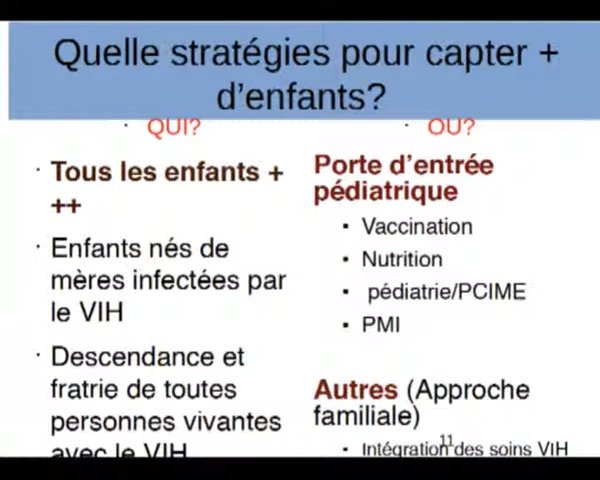 Quelle stratégies pour capter +
d'enfants?
· QUI?
· Tous les enfants +
++
· Enfants nés de
mères infectées par
le VIH
· Descendance et
fratrie de toutes
personnes vivantes
avec le VIH
· OU?
Porte d'entrée
pédiatrique
▪ Vaccination
▪ Nutrition
▪ pédiatrie/PCIME
▪ PMI
Autres (Approche
familiale)
▪ Intégration des soins VIH
11